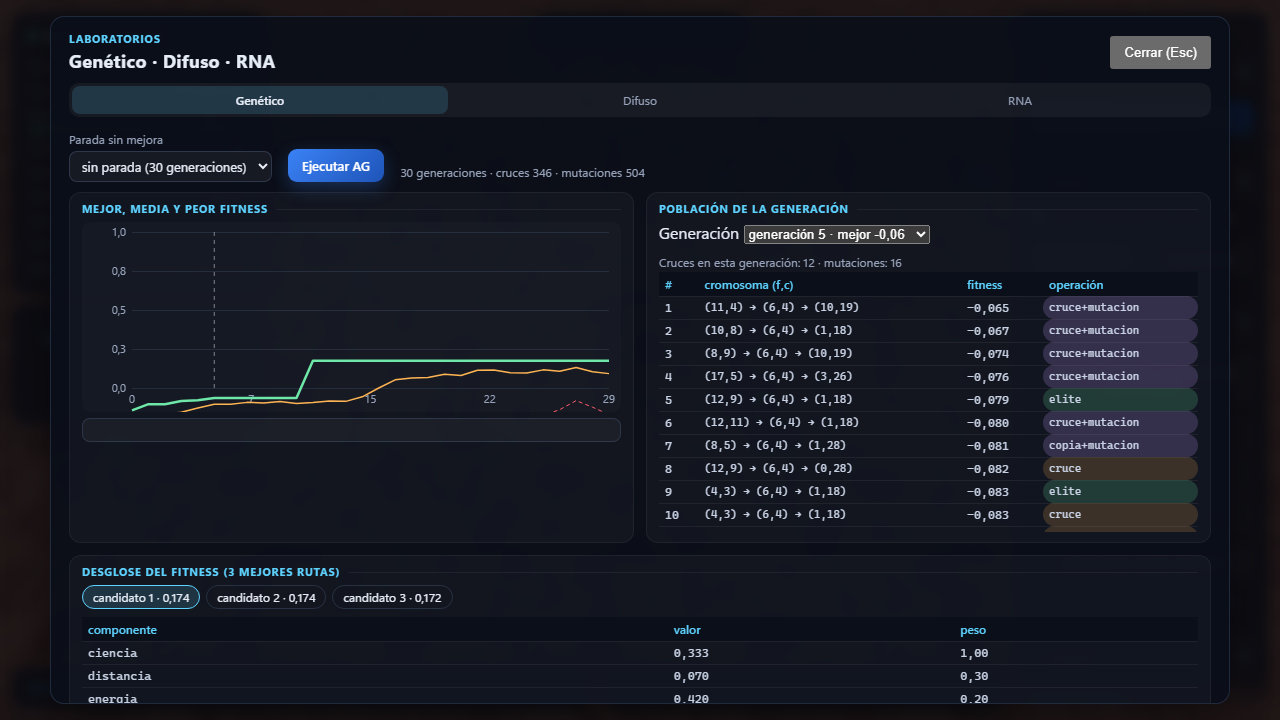 LABORATORIOS
Genético · Difuso · RNA
Cerrar (Esc)
Genético
Difuso
RNA
Parada sin mejora
sin parada (30 generaciones)
Ejecutar AG
30 generaciones · cruces 346 · mutaciones 504
MEJOR, MEDIA Y PEOR FITNESS
1,0
0,8
0,5
0,3
0,0
0
7
15
22
29
POBLACIÓN DE LA GENERACIÓN
Generación generación 5 · mejor -0,06
Cruces en esta generación: 12 · mutaciones: 16
# cromosoma (f,c) fitness operación
1 (11,4) → (6,4) → (10,19) −0,065 cruce+mutacion
2 (10,8) → (6,4) → (1,18) −0,067 cruce+mutacion
3 (8,9) → (6,4) → (10,19) −0,074 cruce+mutacion
4 (17,5) → (6,4) → (3,26) −0,076 cruce+mutacion
5 (12,9) → (6,4) → (1,18) −0,079 elite
6 (12,11) → (6,4) → (1,18) −0,080 cruce+mutacion
7 (8,5) → (6,4) → (1,28) −0,081 copia+mutacion
8 (12,9) → (6,4) → (0,28) −0,082 cruce
9 (4,3) → (6,4) → (1,18) −0,083 elite
10 (4,3) → (6,4) → (1,18) −0,083 cruce
DESGLOSE DEL FITNESS (3 MEJORES RUTAS)
candidato 1 · 0,174
candidato 2 · 0,174
candidato 3 · 0,172
componente valor peso
ciencia 0,333 1,00
distancia 0,070 0,30
energia 0,420 0,20